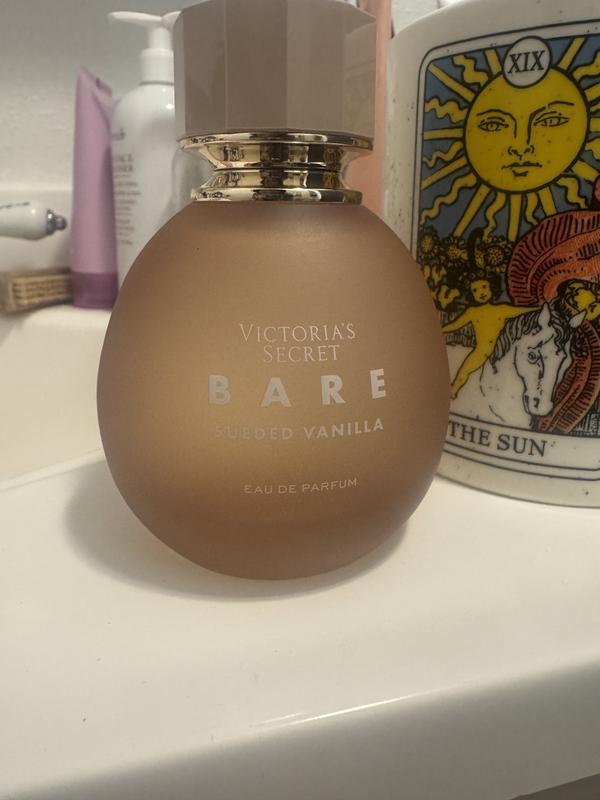 XIX
VICTORIA'S
SECRET
BARE
SUEDED VANILLA
EAU DE PARFUM
THE SUN